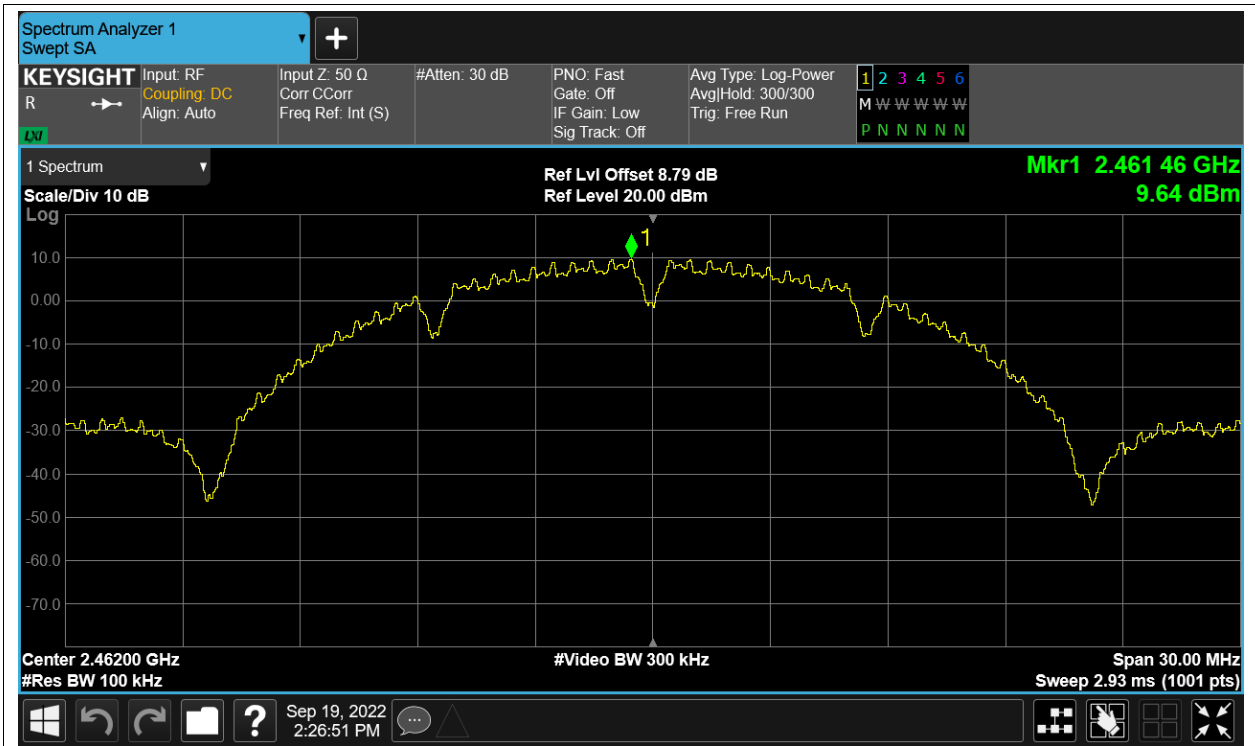 Spectrum Analyzer 1
Swept SA
KEYSIGHT
R
LXI
Input: RF
Coupling: DC
Align: Auto
Input Z: 50 Ω
Corr CCorr
Freq Ref: Int (S)
#Atten: 30 dB
PNO: Fast
Gate: Off
IF Gain: Low
Sig Track: Off
Avg Type: Log-Power
Avg|Hold: 300/300
Trig: Free Run
1 2 3 4 5 6
M W W W W W
P N N N N N
1 Spectrum
Scale/Div 10 dB
Log
Ref Lvl Offset 8.79 dB
Ref Level 20.00 dBm
Mkr1 2.461 46 GHz
9.64 dBm
1
10.0
0.00
-10.0
-20.0
-30.0
-40.0
-50.0
-60.0
-70.0
Center 2.46200 GHz
#Res BW 100 kHz
#Video BW 300 kHz
Span 30.00 MHz
Sweep 2.93 ms (1001 pts)
?
Sep 19, 2022
2:26:51 PM